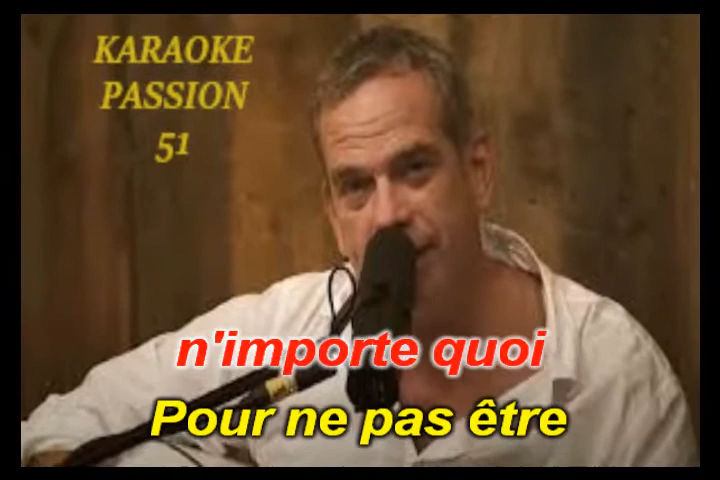 KARAOKE
PASSION
51
n'importe quoi
Pour ne pas être